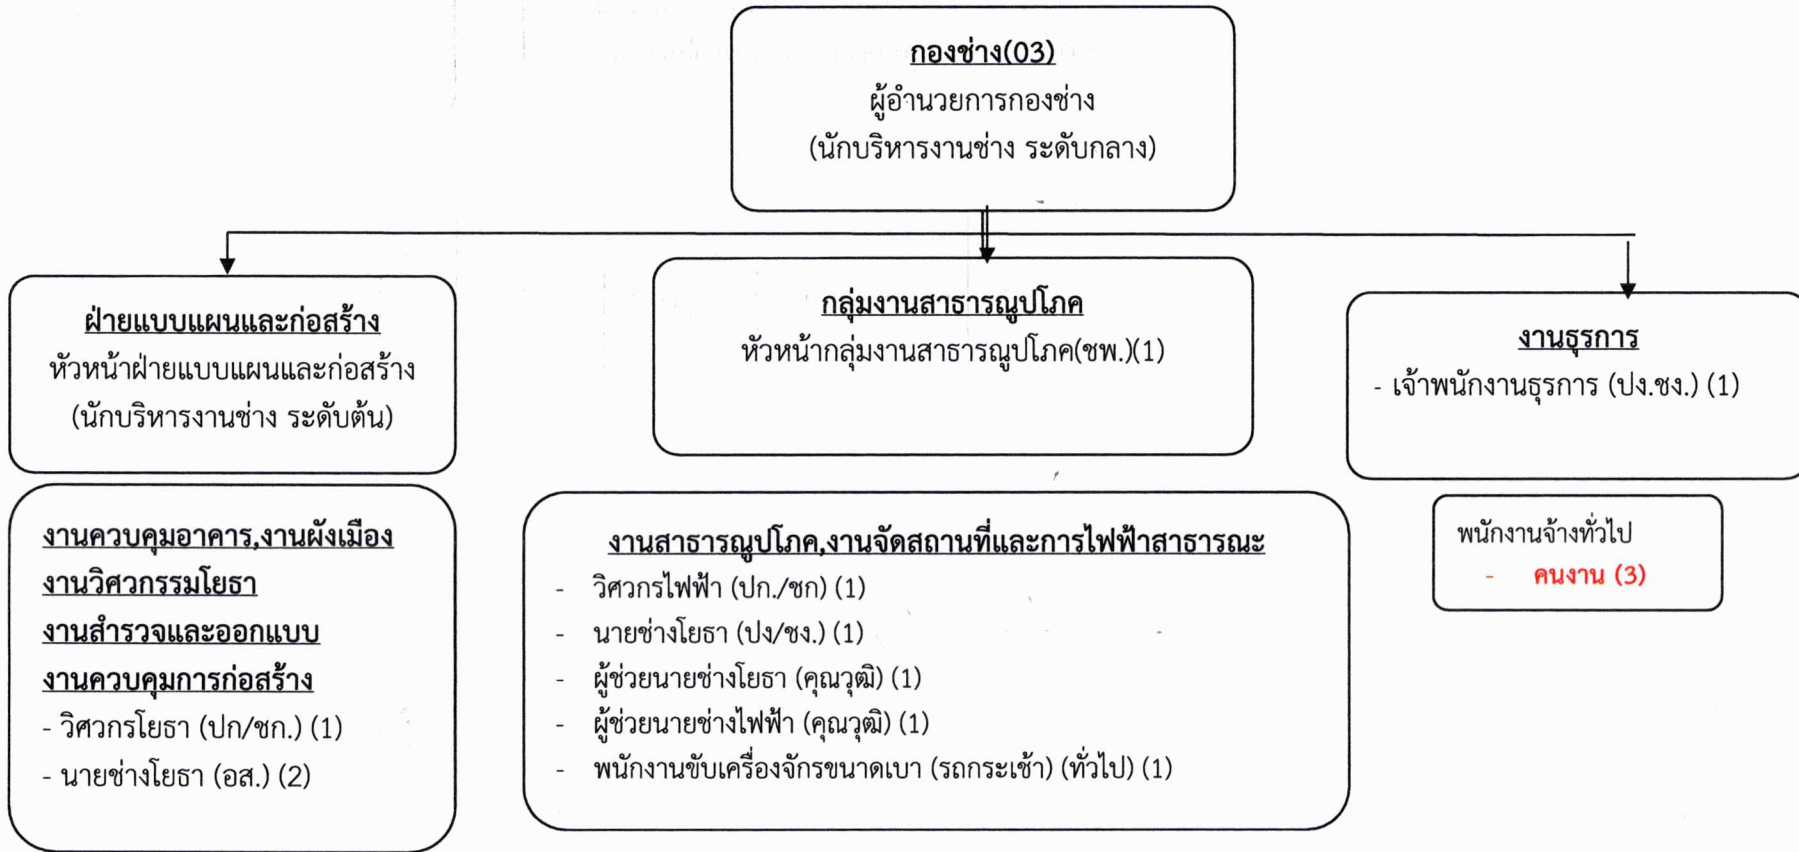 กองช่าง(03)
ผู้อำนวยการกองช่าง
(นักบริหารงานช่าง ระดับกลาง)
ฝ่ายแบบแผนและก่อสร้าง
หัวหน้าฝ่ายแบบแผนและก่อสร้าง
(นักบริหารงานช่าง ระดับต้น)
กลุ่มงานสาธารณูปโภค
หัวหน้ากลุ่มงานสาธารณูปโภค(ชพ.)(1)
งานธุรการ
- เจ้าพนักงานธุรการ (ปง.ชง.) (1)
งานควบคุมอาคาร,งานผังเมือง
งานวิศวกรรมโยธา
งานสำรวจและออกแบบ
งานควบคุมการก่อสร้าง
- วิศวกรโยธา (ปก/ชก.) (1)
- นายช่างโยธา (อส.) (2)
งานสาธารณูปโภค,งานจัดสถานที่และการไฟฟ้าสาธารณะ
- วิศวกรไฟฟ้า (ปก./ชก) (1)
- นายช่างโยธา (ปง/ชง.) (1)
- ผู้ช่วยนายช่างโยธา (คุณวุฒิ) (1)
- ผู้ช่วยนายช่างไฟฟ้า (คุณวุฒิ) (1)
- พนักงานขับเครื่องจักรขนาดเบา (รถกระเช้า) (ทั่วไป) (1)
พนักงานจ้างทั่วไป
- คนงาน (3)